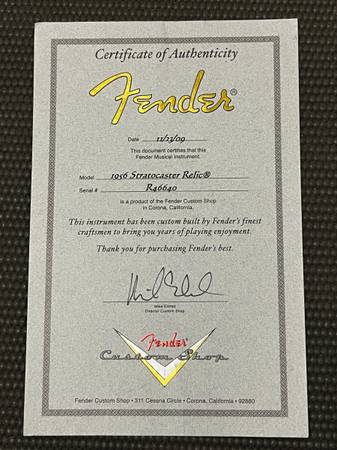 Certificate of Authenticity
Fender®
Date 11/23/09
This document certifies that this
Fender Musical instrument.
Model 1956 Stratocaster Relic®
Serial # R46640
is a product of the Fender Custom Shop
in Corona, California.
This instrument has been custom built by Fender's finest
craftsmen to bring you years of playing enjoyment.
Thank you for purchasing Fender's best.
Mike Eldred
Director Custom Shop
Fender
Custom Shop
Fender Custom Shop • 311 Cessna Circle • Corona, California • 92880